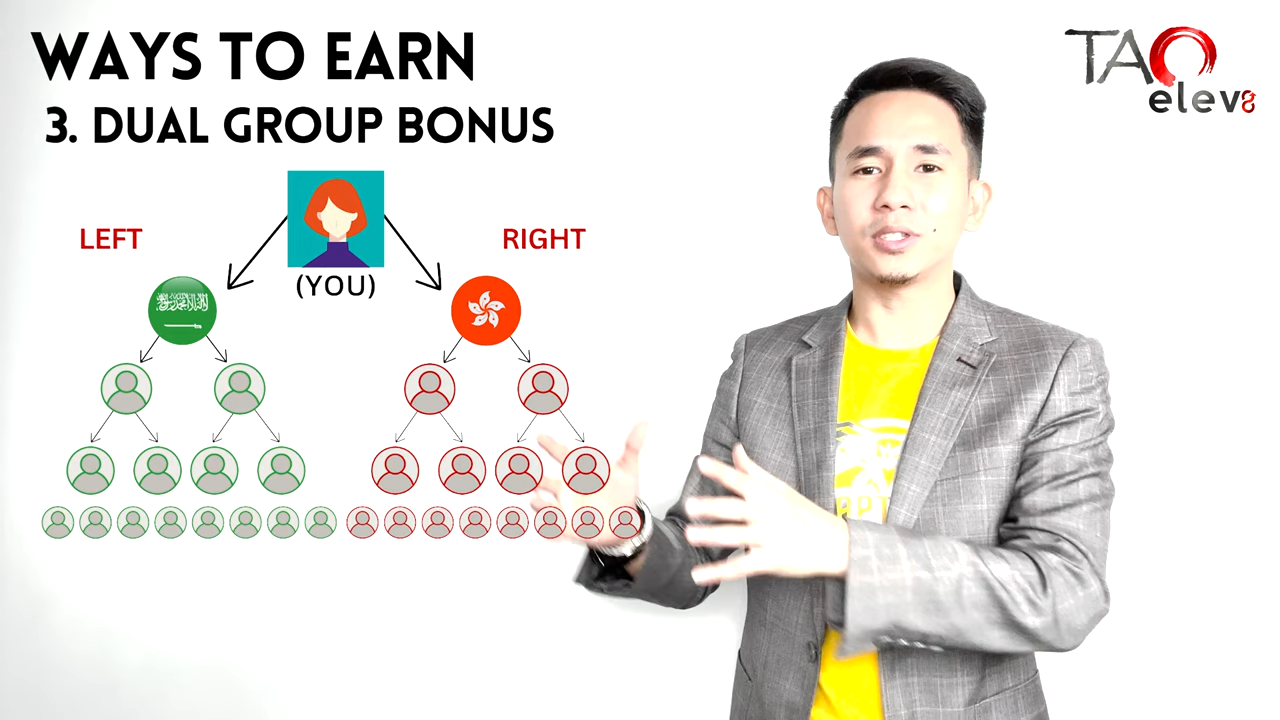 WAYS TO EARN
3. DUAL GROUP BONUS
TAO
elev8
LEFT
RIGHT
(YOU)